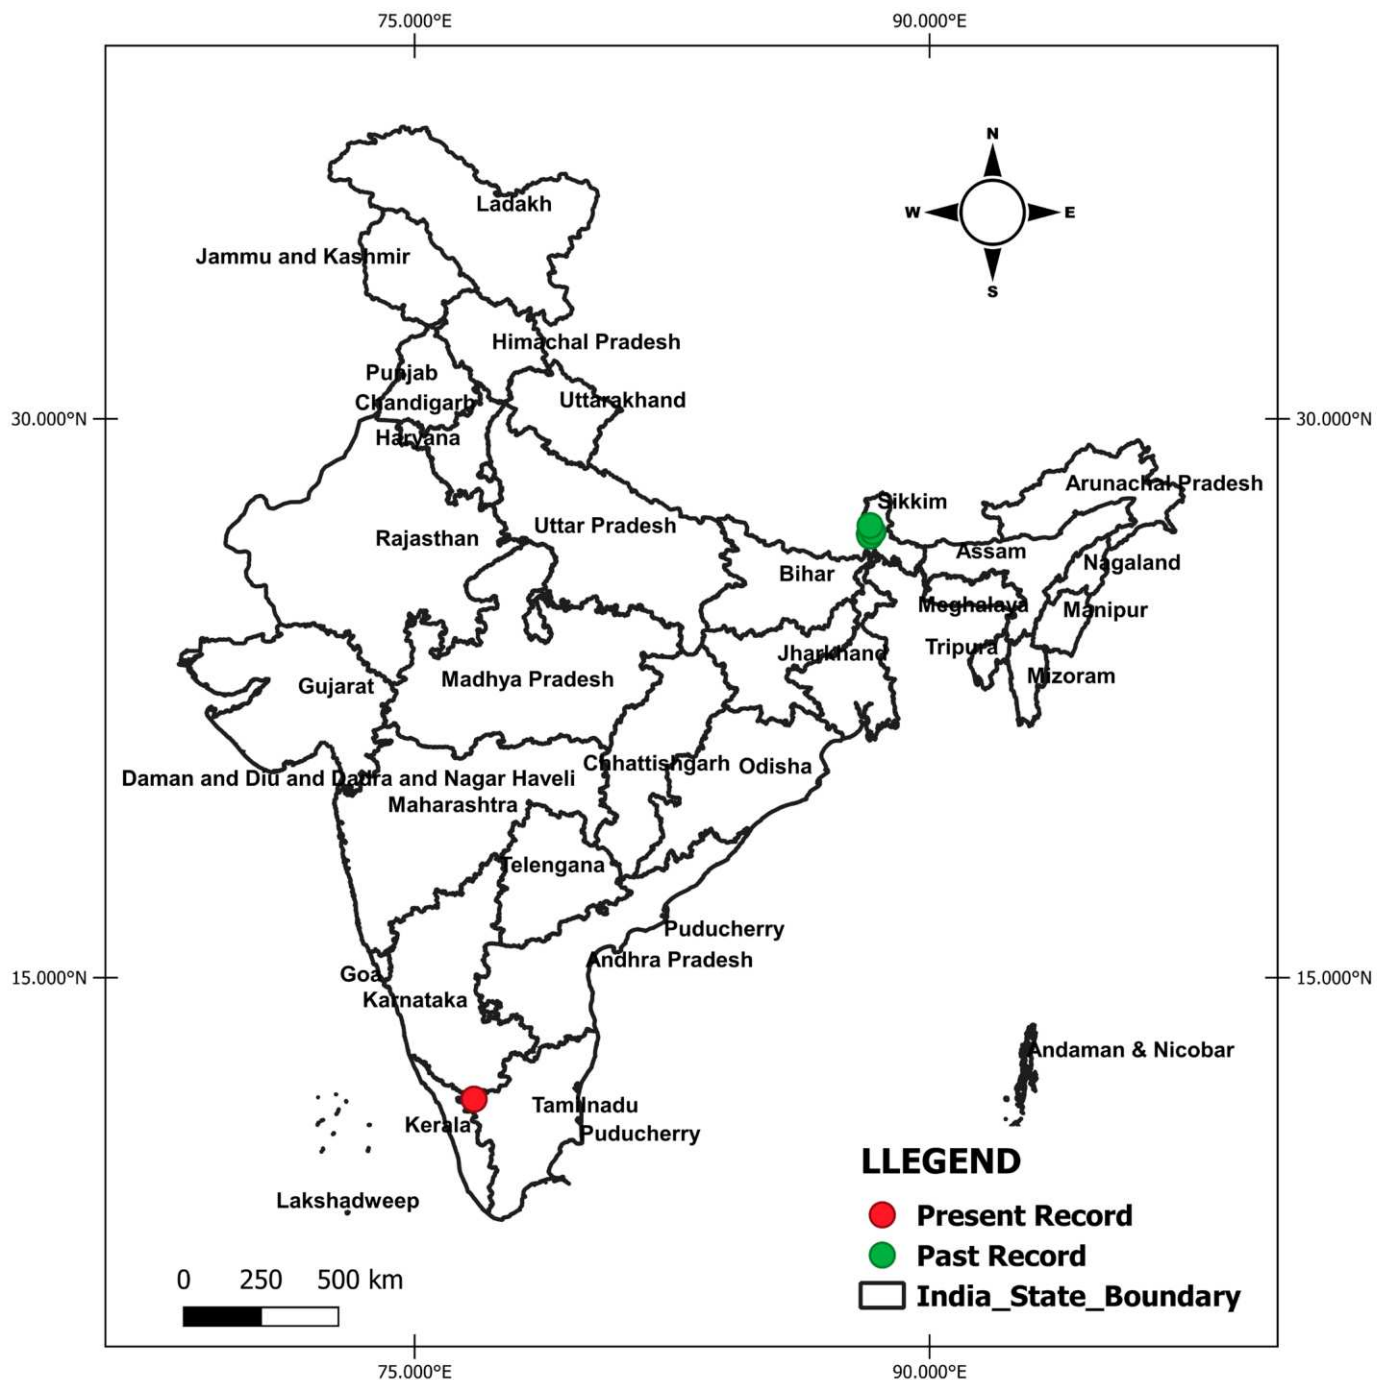 75.000°E 90.000°E
N
W E
S
Ladakh
Jammu and Kashmir
Himachal Pradesh
Punjab
Uttarakhand
Chandigarh
30.000°N 30.000°N
Haryana
Arunachal Pradesh
Sikkim
Uttar Pradesh
Rajasthan
Assam
Nagaland
Bihar
Meghalaya
Manipur
Tripura
Jharkhand
Mizoram
Madhya Pradesh
Gujarat
Chhattishgarh
Odisha
Daman and Diu and Dadra and Nagar Haveli
Maharashtra
Telengana
Puducherry
Andhra Pradesh
Goa
15.000°N 15.000°N
Karnataka
Andaman & Nicobar
Tamilnadu
Kerala
Puducherry
LLEGEND
Lakshadweep
Present Record
Past Record
0 250 500 km
India_State_Boundary
75.000°E 90.000°E